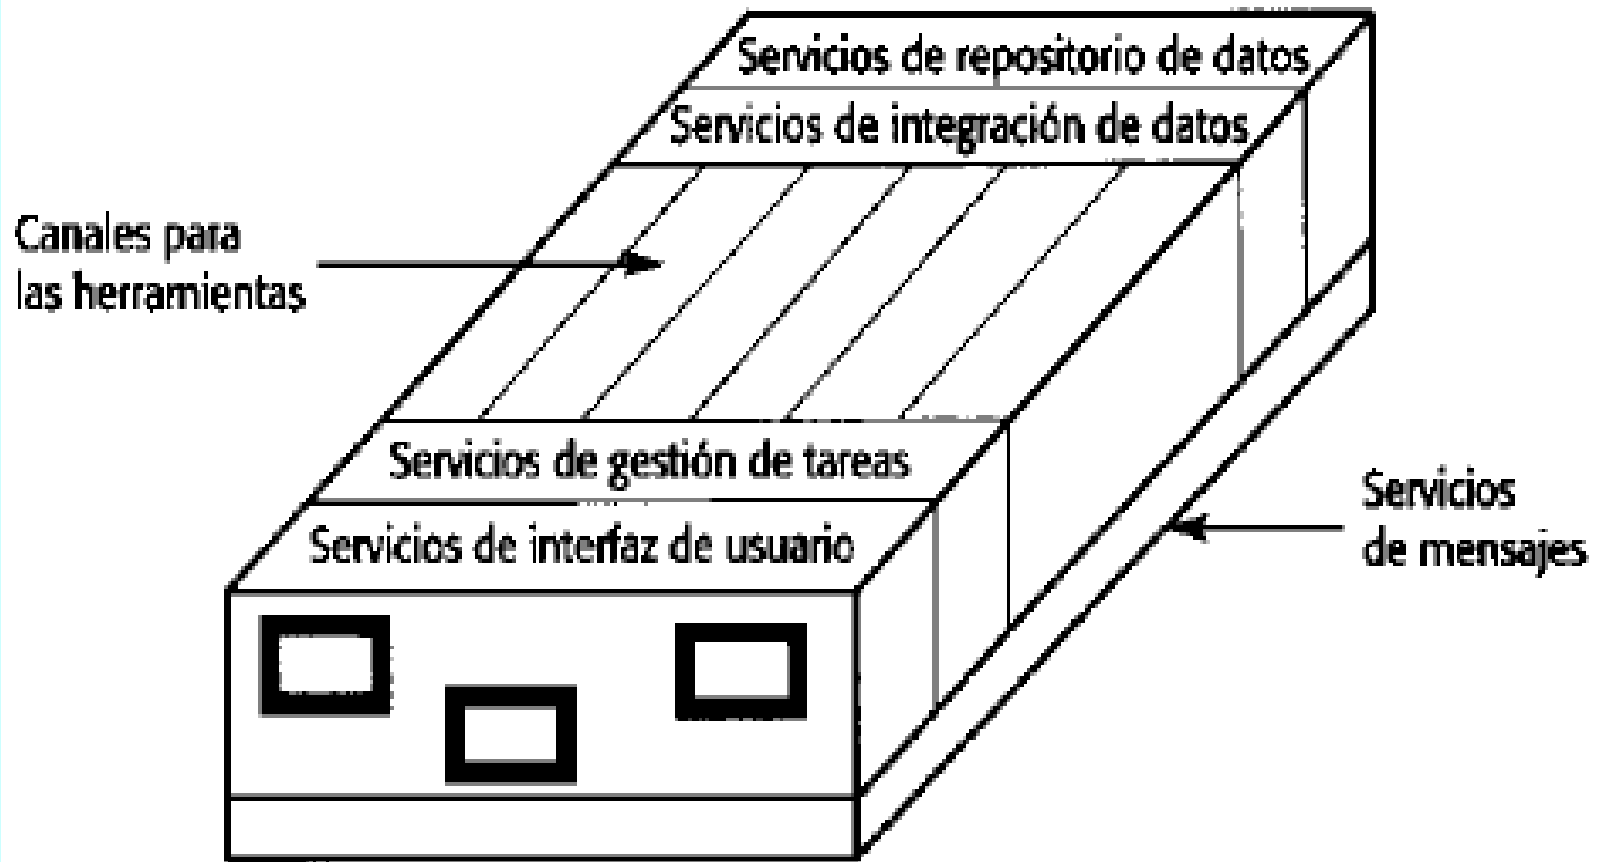 Servicios de repositorio de datos
Servicios de integración de datos
Canales para
las herramientas
Servicios de gestión de tareas
Servicios
de mensajes
Servicios de interfaz de usuario